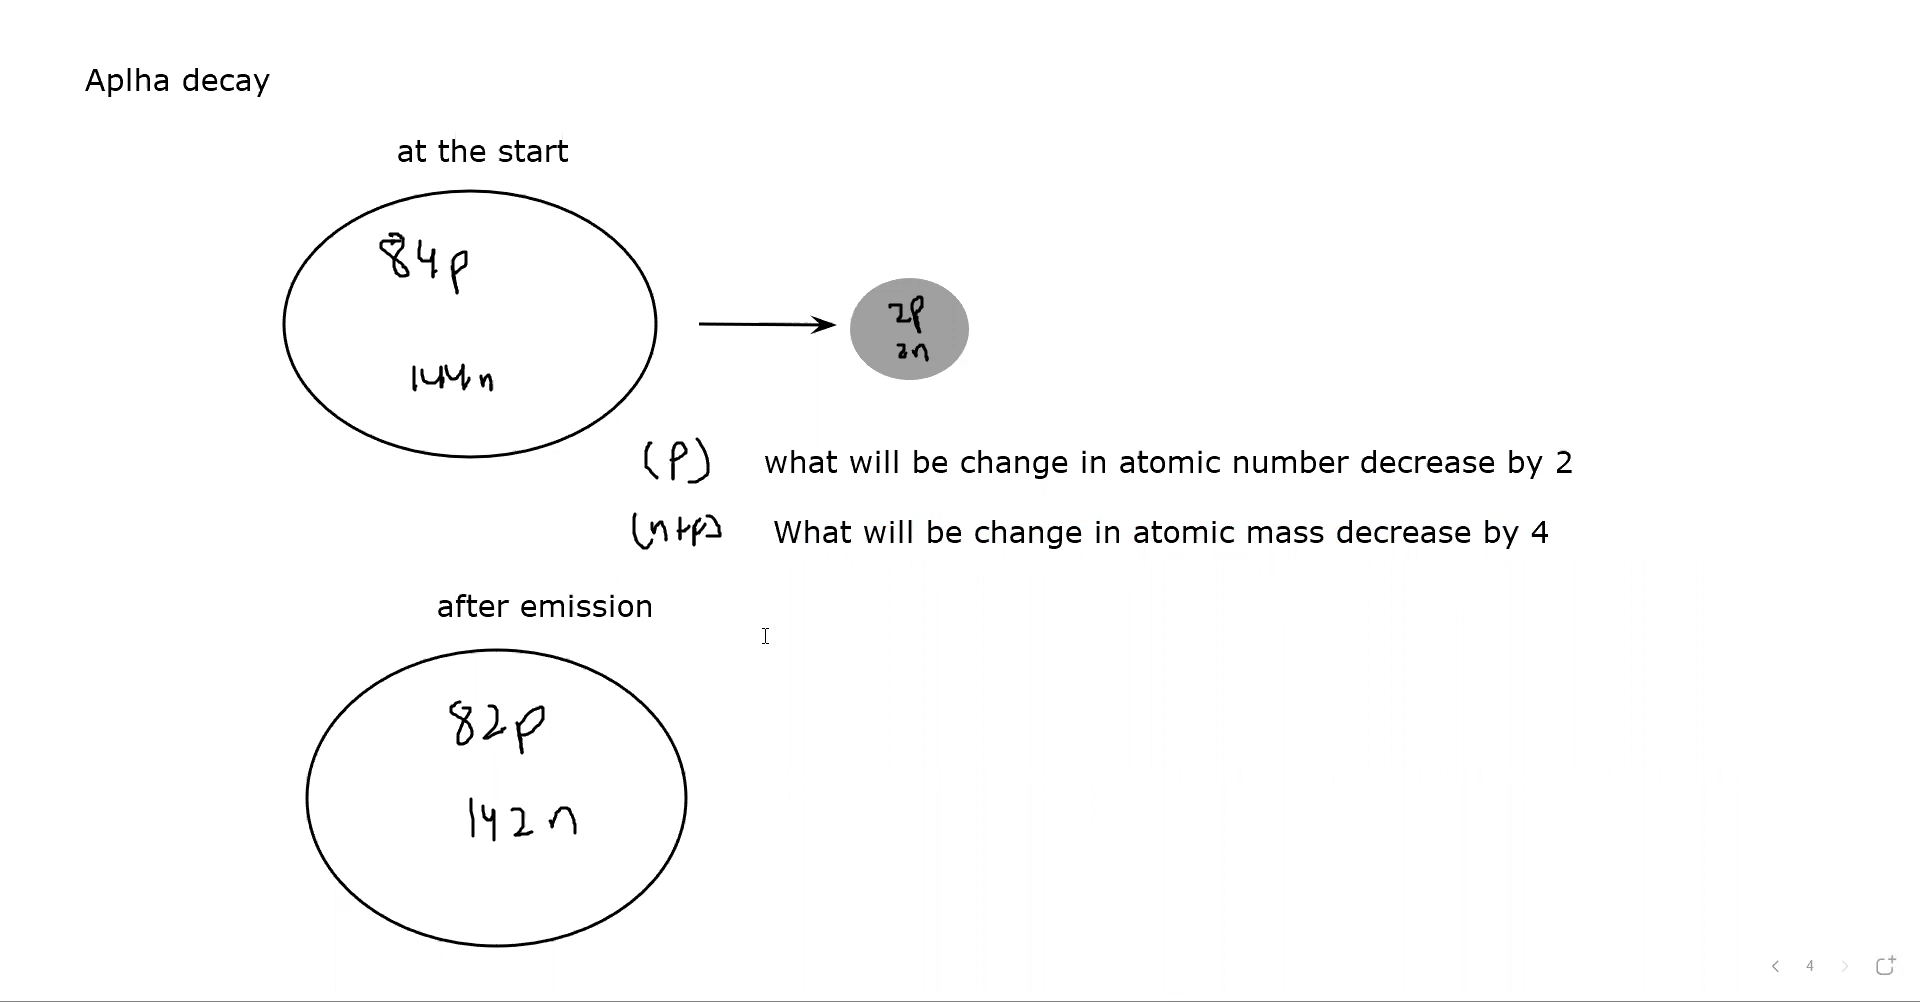 Aplha decay
at the start
84p
144n
2p
2n
(p) what will be change in atomic number decrease by 2
(n+p) What will be change in atomic mass decrease by 4
after emission
82p
142n
4